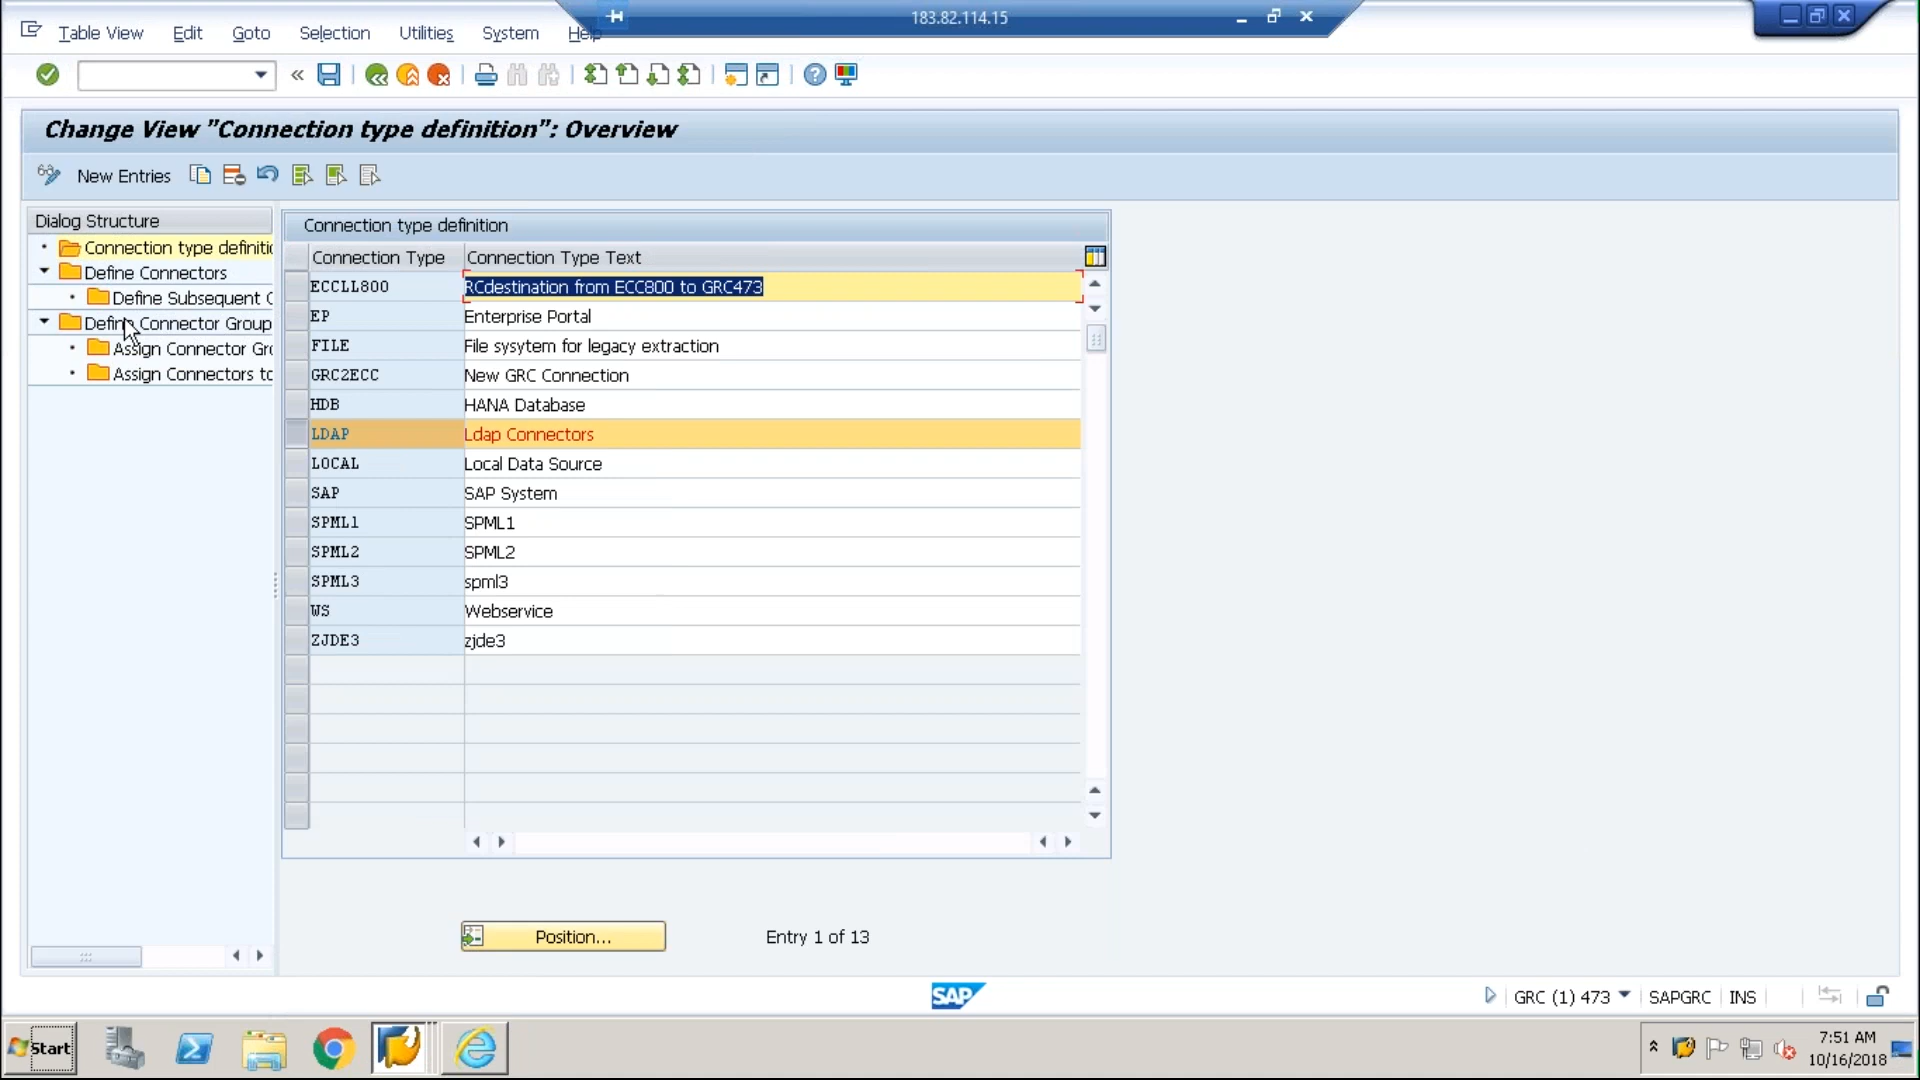 183.82.114.15
Table View Edit Goto Selection Utilities System Help
Change View "Connection type definition": Overview
New Entries
Dialog Structure
Connection type definitic
Define Connectors
Define Subsequent C
Define Connector Group
Assign Connector Gro
Assign Connectors to
Connection type definition
Connection Type Connection Type Text
ECCLL800 RCdestination from ECC800 to GRC473
EP Enterprise Portal
FILE File sysytem for legacy extraction
GRC2ECC New GRC Connection
HDB HANA Database
LDAP Ldap Connectors
LOCAL Local Data Source
SAP SAP System
SPML1 SPML1
SPML2 SPML2
SPML3 spml3
WS Webservice
ZJDE3 zjde3
Position... Entry 1 of 13
SAP
GRC (1) 473 SAPGRC INS
Start
7:51 AM
10/16/2018